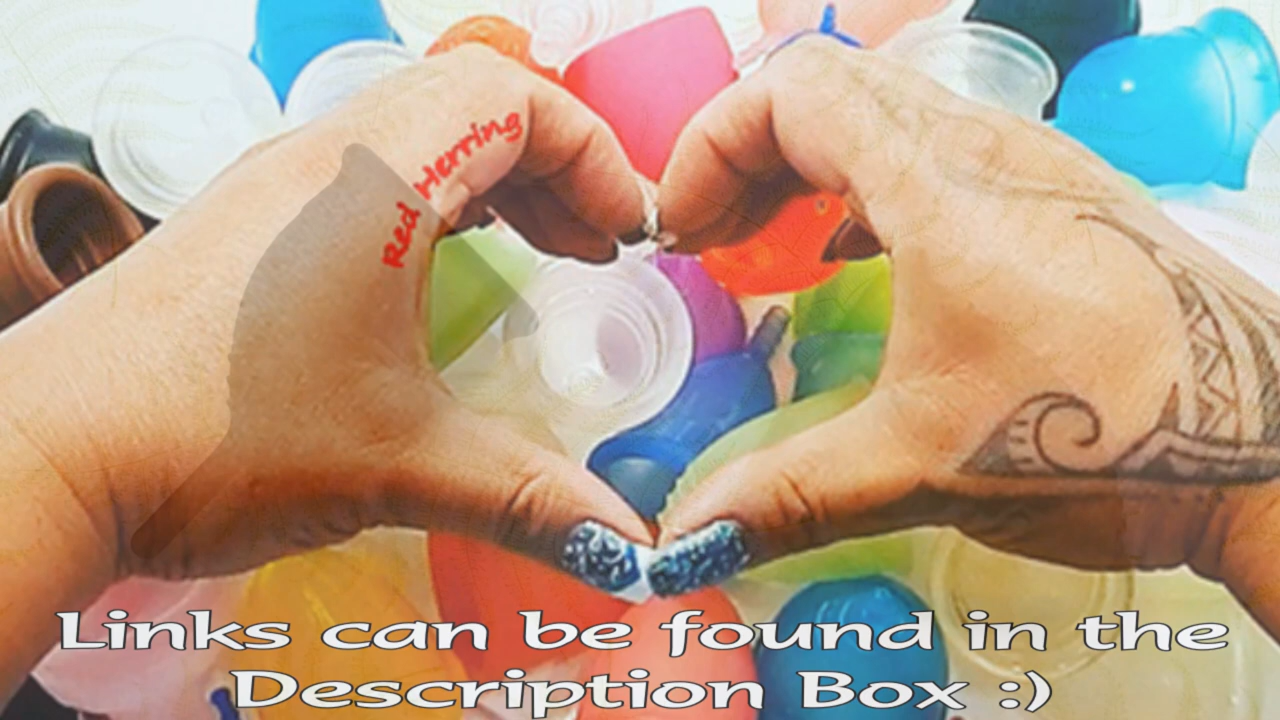 Red Herring
Links can be found in the
Description Box :)